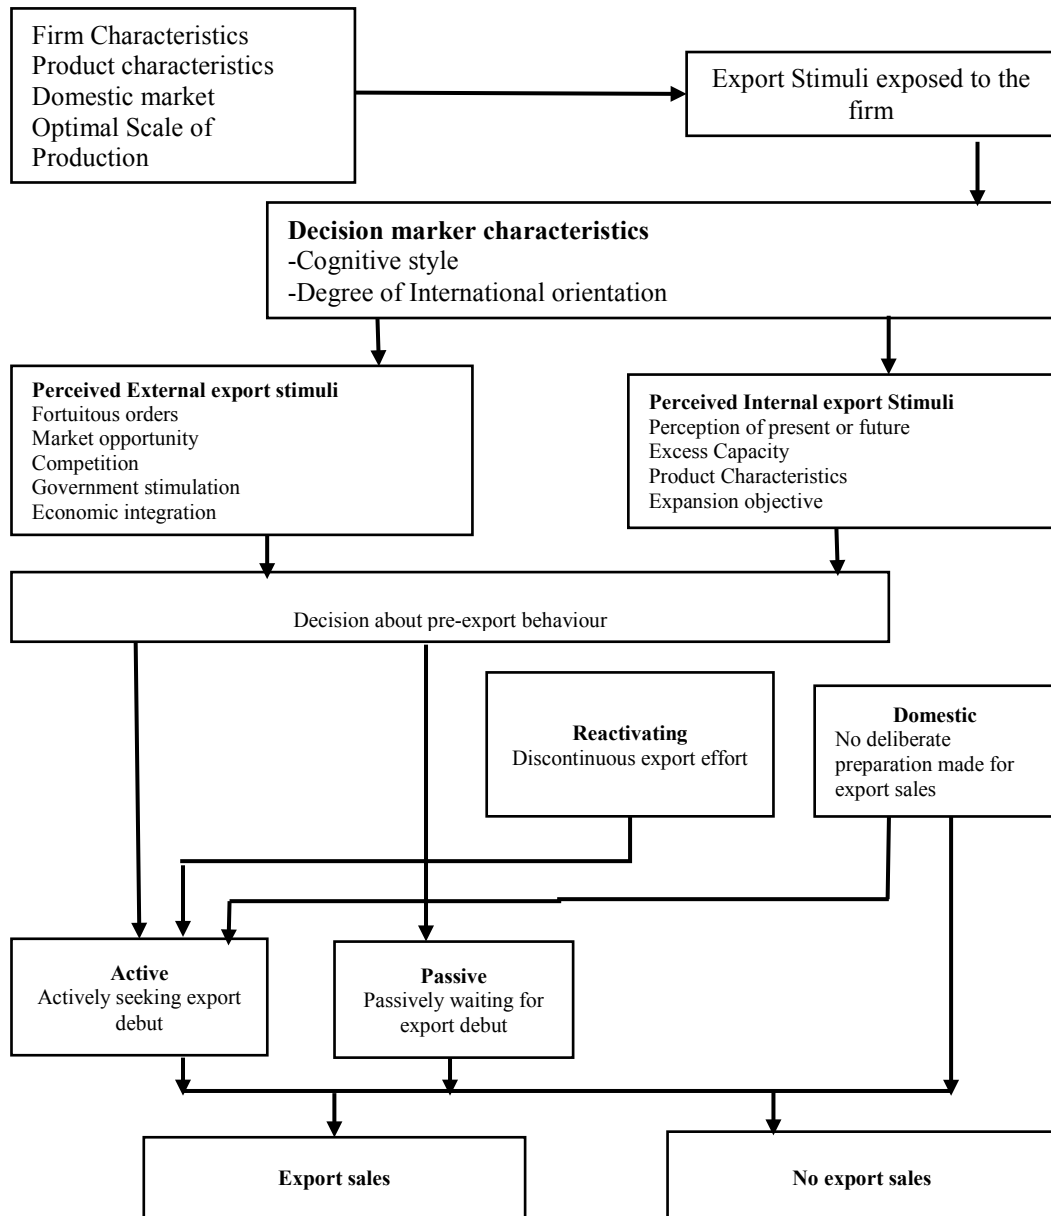 Firm Characteristics
Product characteristics
Domestic market
Optimal Scale of
Production
Export Stimuli exposed to the
firm
Decision marker characteristics
-Cognitive style
-Degree of International orientation
Perceived External export stimuli
Fortuitous orders
Market opportunity
Competition
Government stimulation
Economic integration
Perceived Internal export Stimuli
Perception of present or future
Excess Capacity
Product Characteristics
Expansion objective
Decision about pre-export behaviour
Reactivating
Discontinuous export effort
Domestic
No deliberate
preparation made for
export sales
Active
Actively seeking export
debut
Passive
Passively waiting for
export debut
Export sales
No export sales